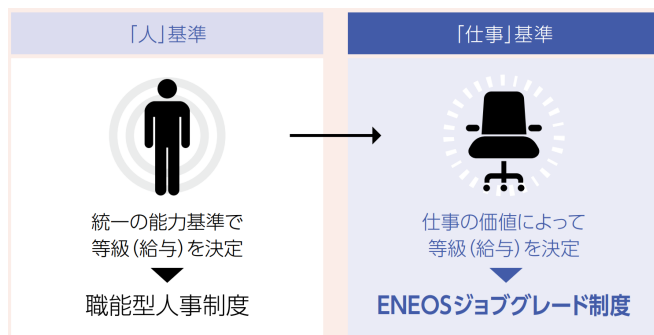 「人」基準
統一の能力基準で
等級(給与)を決定
職能型人事制度
「仕事」基準
仕事の価値によって
等級(給与)を決定
ENEOSジョブグレード制度